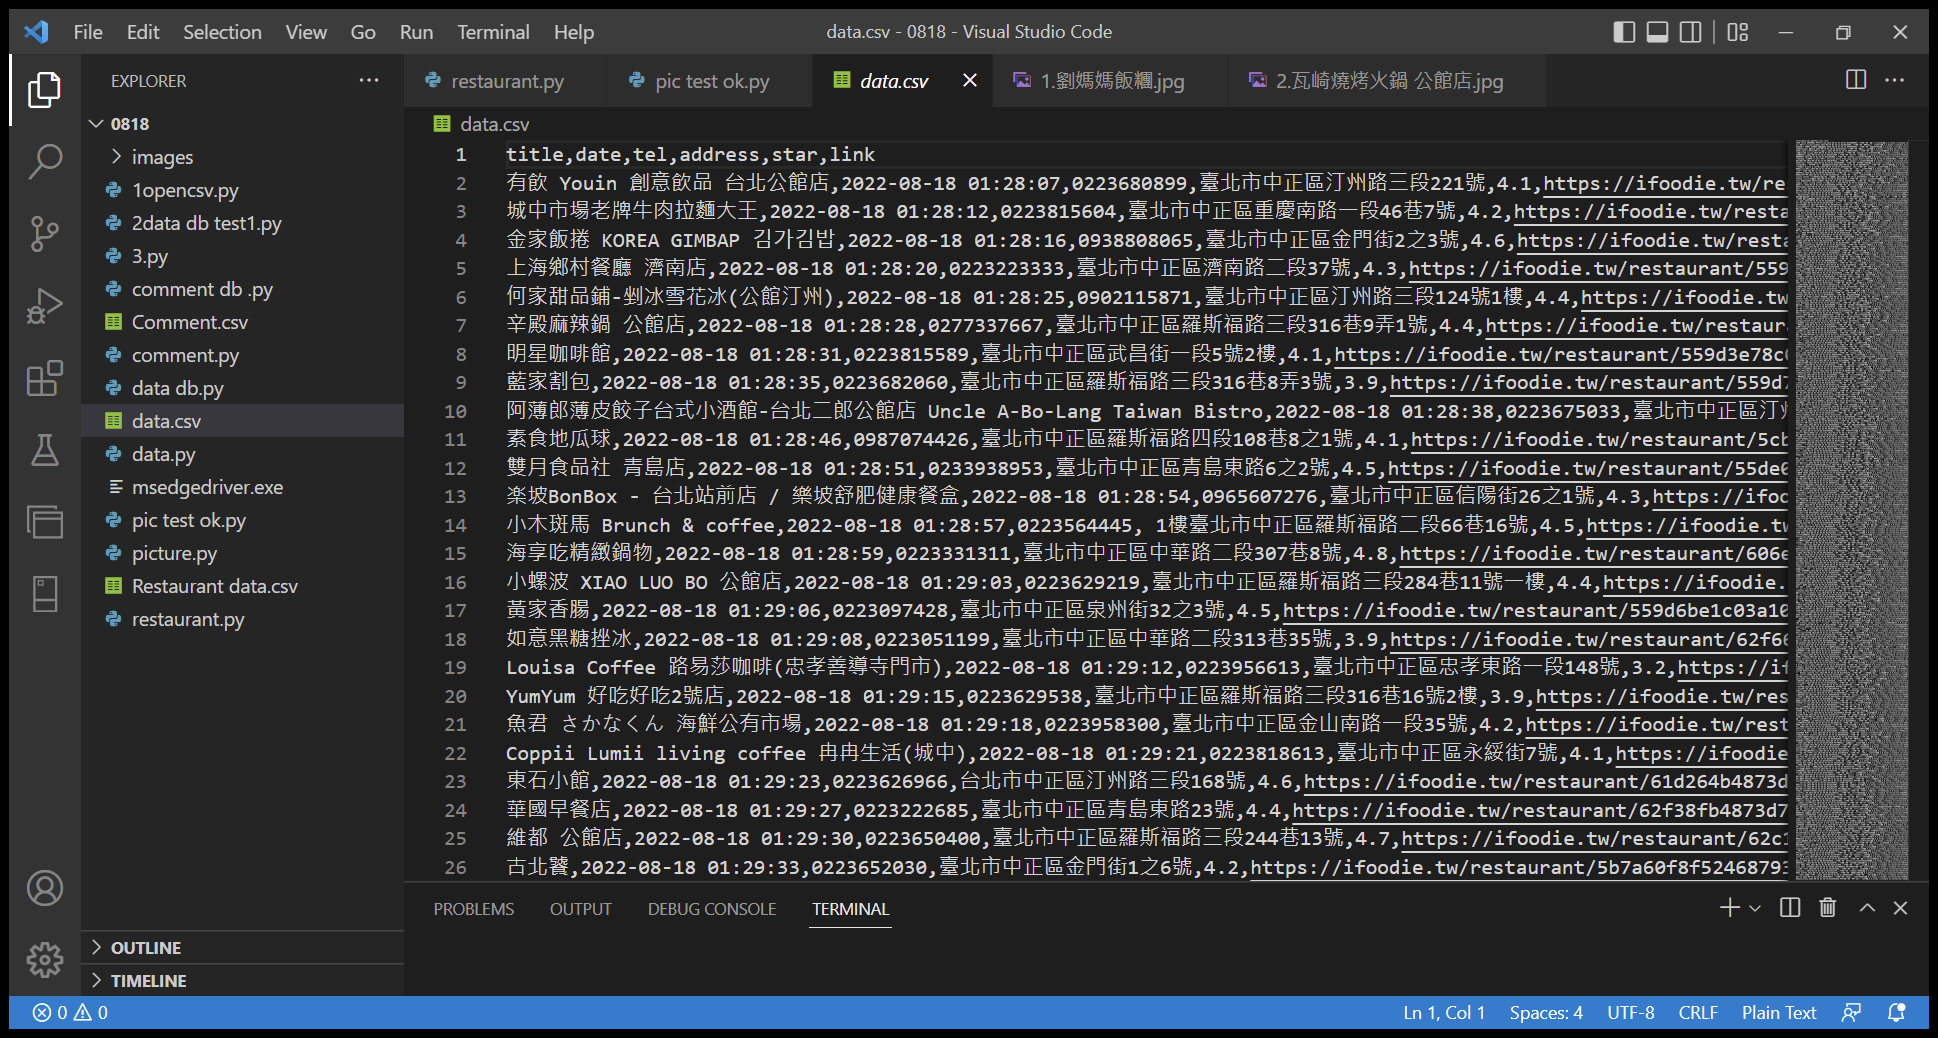 File Edit Selection View Go Run Terminal Help
data.csv - 0818 - Visual Studio Code
EXPLORER
0818
images
1opencsv.py
2data db test1.py
3.py
comment db .py
Comment.csv
comment.py
data db.py
data.csv
data.py
msedgedriver.exe
pic test ok.py
picture.py
Restaurant data.csv
restaurant.py
OUTLINE
TIMELINE
restaurant.py
pic test ok.py
data.csv
1.劉媽媽飯糰.jpg
2.瓦崎燒烤火鍋 公館店.jpg
data.csv
1 title,date,tel,address,star,link
2 有飲 Youin 創意飲品 台北公館店,2022-08-18 01:28:07,0223680899,臺北市中正區汀州路三段221號,4.1,https://ifoodie.tw/re
3 城中市場老牌牛肉拉麵大王,2022-08-18 01:28:12,0223815604,臺北市中正區重慶南路一段46巷7號,4.2,https://ifoodie.tw/resta
4 金家飯捲 KOREA GIMBAP 김가김밥,2022-08-18 01:28:16,0938808065,臺北市中正區金門街2之3號,4.6,https://ifoodie.tw/resta
5 上海鄉村餐廳 濟南店,2022-08-18 01:28:20,0223223333,臺北市中正區濟南路二段37號,4.3,https://ifoodie.tw/restaurant/559
6 何家甜品鋪-剉冰雪花冰(公館汀州),2022-08-18 01:28:25,0902115871,臺北市中正區汀州路三段124號1樓,4.4,https://ifoodie.tw
7 辛殿麻辣鍋 公館店,2022-08-18 01:28:28,0277337667,臺北市中正區羅斯福路三段316巷9弄1號,4.4,https://ifoodie.tw/restaur
8 明星咖啡館,2022-08-18 01:28:31,0223815589,臺北市中正區武昌街一段5號2樓,4.1,https://ifoodie.tw/restaurant/559d3e78c
9 藍家割包,2022-08-18 01:28:35,0223682060,臺北市中正區羅斯福路三段316巷8弄3號,3.9,https://ifoodie.tw/restaurant/559d7
10 阿薄郎薄皮餃子台式小酒館-台北二郎公館店 Uncle A-Bo-Lang Taiwan Bistro,2022-08-18 01:28:38,0223675033,臺北市中正區汀
11 素食地瓜球,2022-08-18 01:28:46,0987074426,臺北市中正區羅斯福路四段108巷8之1號,4.1,https://ifoodie.tw/restaurant/5cb
12 雙月食品社 青島店,2022-08-18 01:28:51,0233938953,臺北市中正區青島東路6之2號,4.5,https://ifoodie.tw/restaurant/55de
13 楽坡BonBox - 台北站前店 / 樂坡舒肥健康餐盒,2022-08-18 01:28:54,0965607276,臺北市中正區信陽街26之1號,4.3,https://ifoo
14 小木斑馬 Brunch & coffee,2022-08-18 01:28:57,0223564445, 1樓臺北市中正區羅斯福路二段66巷16號,4.5,https://ifoodie.tw
15 海享吃精緻鍋物,2022-08-18 01:28:59,0223331311,臺北市中正區中華路二段307巷8號,4.8,https://ifoodie.tw/restaurant/606e
16 小螺波 XIAO LUO BO 公館店,2022-08-18 01:29:03,0223629219,臺北市中正區羅斯福路三段284巷11號一樓,4.4,https://ifoodie.
17 黃家香腸,2022-08-18 01:29:06,0223097428,臺北市中正區泉州街32之3號,4.5,https://ifoodie.tw/restaurant/559d6be1c03a10
18 如意黑糖挫冰,2022-08-18 01:29:08,0223051199,臺北市中正區中華路二段313巷35號,3.9,https://ifoodie.tw/restaurant/62f66
19 Louisa Coffee 路易莎咖啡(忠孝善導寺門市),2022-08-18 01:29:12,0223956613,臺北市中正區忠孝東路一段148號,3.2,https://if
20 YumYum 好吃好吃2號店,2022-08-18 01:29:15,0223629538,臺北市中正區羅斯福路三段316巷16號2樓,3.9,https://ifoodie.tw/res
21 魚君 さかなくん 海鮮公有市場,2022-08-18 01:29:18,0223958300,臺北市中正區金山南路一段35號,4.2,https://ifoodie.tw/rest
22 Coppii Lumii living coffee 冉冉生活(城中),2022-08-18 01:29:21,0223818613,臺北市中正區永綏街7號,4.1,https://ifoodie
23 東石小館,2022-08-18 01:29:23,0223626966,台北市中正區汀州路三段168號,4.6,https://ifoodie.tw/restaurant/61d264b4873d
24 華國早餐店,2022-08-18 01:29:27,0223222685,臺北市中正區青島東路23號,4.4,https://ifoodie.tw/restaurant/62f38fb4873d7
25 維都 公館店,2022-08-18 01:29:30,0223650400,臺北市中正區羅斯福路三段244巷13號,4.7,https://ifoodie.tw/restaurant/62c1
26 古北饕,2022-08-18 01:29:33,0223652030,臺北市中正區金門街1之6號,4.2,https://ifoodie.tw/restaurant/5b7a60f8f52468793
PROBLEMS OUTPUT DEBUG CONSOLE TERMINAL
0 0 Ln 1, Col 1 Spaces: 4 UTF-8 CRLF Plain Text